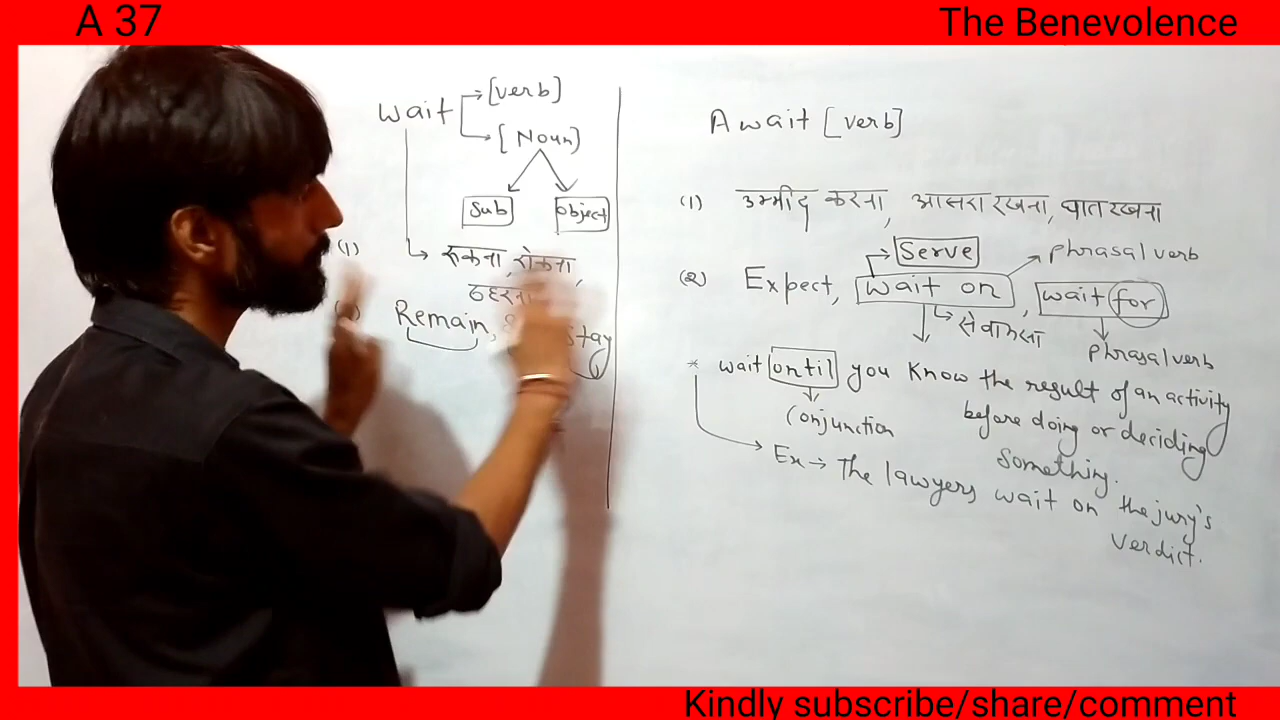 A 37
The Benevolence
wait
[verb]
[Noun]
Sub
object
(1) रुकना, रोकना,
ठहरना
Remain, stay
Await [verb]
(1) उम्मीद करना, आसरा रखना, बात रखना
(2) Expect, wait on, wait for
Serve
phrasal verb
सेवा
phrasal verb
* wait until you know the result of an activity
before doing or deciding
something.
Conjunction
Ex → The lawyers wait on the jury's
verdict.
Kindly subscribe/share/comment